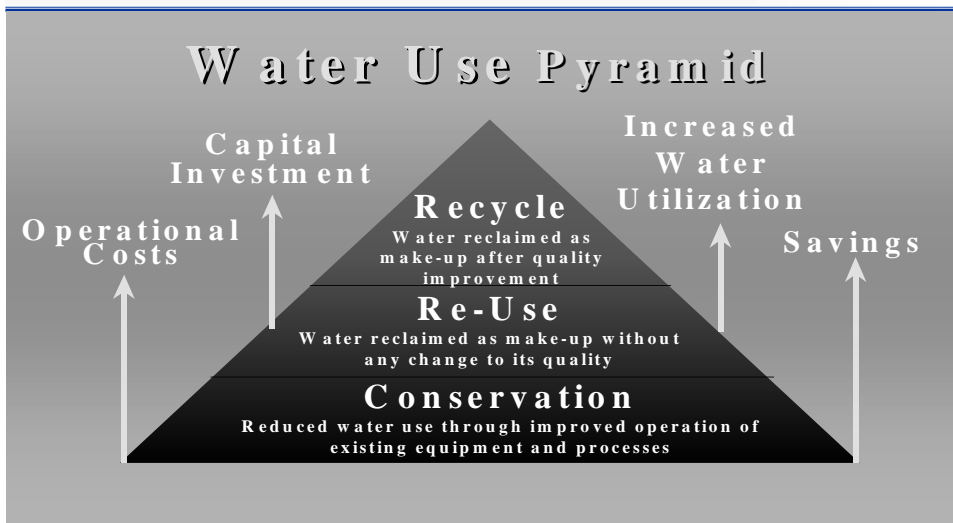 Water Use Pyramid
Capital
Investment
Operational
Costs
Increased
Water
Utilization
Savings
Recycle
Water reclaimed as
make-up after quality
improvement
Re-Use
Water reclaimed as make-up without
any change to its quality
Conservation
Reduced water use through improved operation of
existing equipment and processes